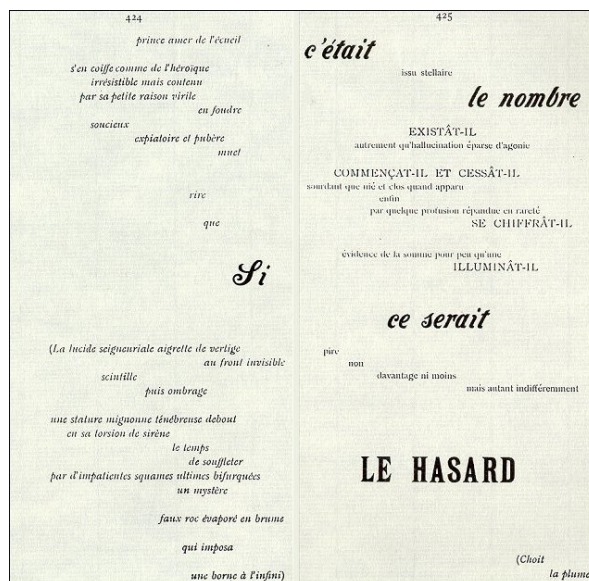 424
prince amer de l'écueil
s'en coiffe comme de l'héroïque
irrésistible mais contenu
par sa petite raison virile
en foudre
soucieux
expiatoire et pubère
muet
rire
que
Si
(La lucide seigneuriale aigrette de vertige
au front invisible
scintille
puis ombrage
une stature mignonne ténébreuse debout
en sa torsion de sirène
le temps
de souffleter
par d'impatientes squames ultimes bifurquées
un mystère
faux roc évaporé en brume
qui imposa
une borne à l'infini)
425
c'était
issu stellaire
le nombre
EXISTÂT-IL
autrement qu'hallucination éparse d'agonie
COMMENÇAT-IL ET CESSÂT-IL
sourdant que nié et clos quand apparu
enfin
par quelque profusion répandue en rareté
SE CHIFFRÂT-IL
évidence de la somme pour peu qu'une
ILLUMINÂT-IL
ce serait
pire
non
davantage ni moins
mais autant indifféremment
LE HASARD
(Choit
la plume